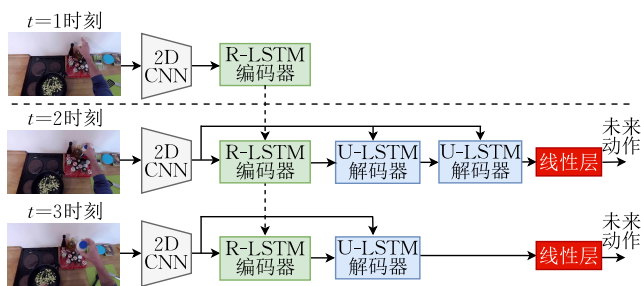 t=1时刻
2D
CNN
R-LSTM
编码器
t=2时刻
2D
CNN
R-LSTM
编码器
U-LSTM
解码器
U-LSTM
解码器
线性层
未来
动作
t=3时刻
2D
CNN
R-LSTM
编码器
U-LSTM
解码器
线性层
未来
动作